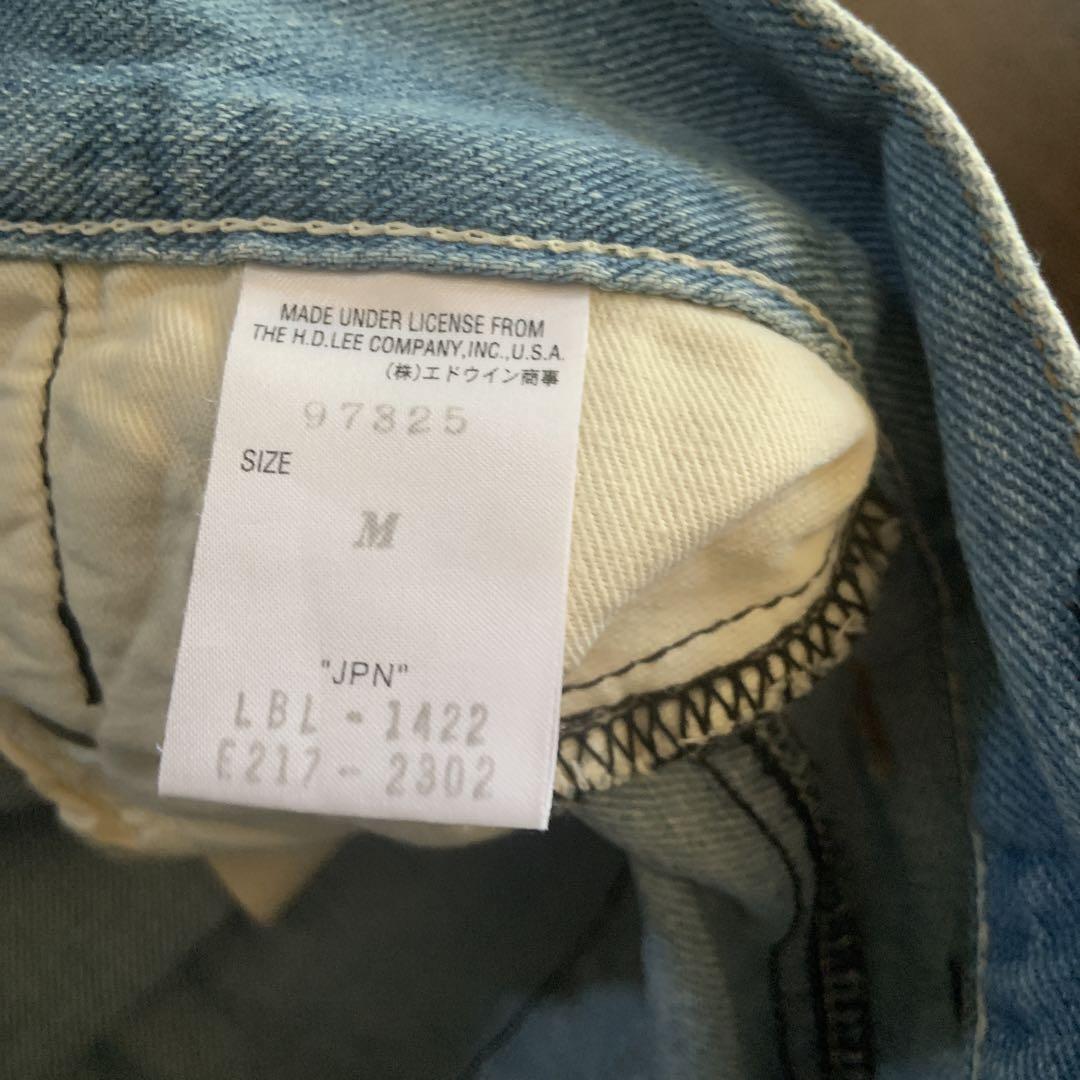 MADE UNDER LICENSE FROM
THE H.D.LEE COMPANY,INC.,U.S.A.
(株)エドウイン商事
97825
SIZE
M
"JPN"
LBL - 1422
E217 - 2302